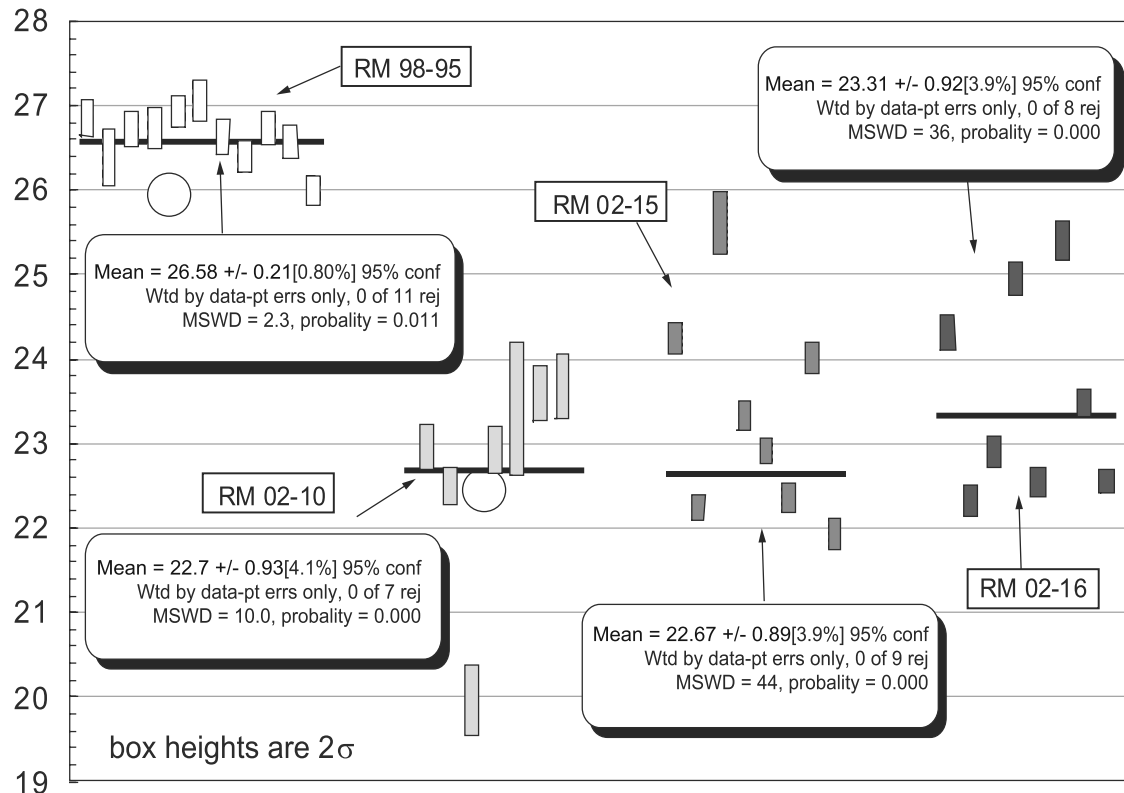 28
27
26
25
24
23
22
21
20
19
RM 98-95
Mean = 26.58 +/- 0.21[0.80%] 95% conf
Wtd by data-pt errs only, 0 of 11 rej
MSWD = 2.3, probality = 0.011
RM 02-10
Mean = 22.7 +/- 0.93[4.1%] 95% conf
Wtd by data-pt errs only, 0 of 7 rej
MSWD = 10.0, probality = 0.000
RM 02-15
Mean = 22.67 +/- 0.89[3.9%] 95% conf
Wtd by data-pt errs only, 0 of 9 rej
MSWD = 44, probality = 0.000
Mean = 23.31 +/- 0.92[3.9%] 95% conf
Wtd by data-pt errs only, 0 of 8 rej
MSWD = 36, probality = 0.000
RM 02-16
box heights are 2σ